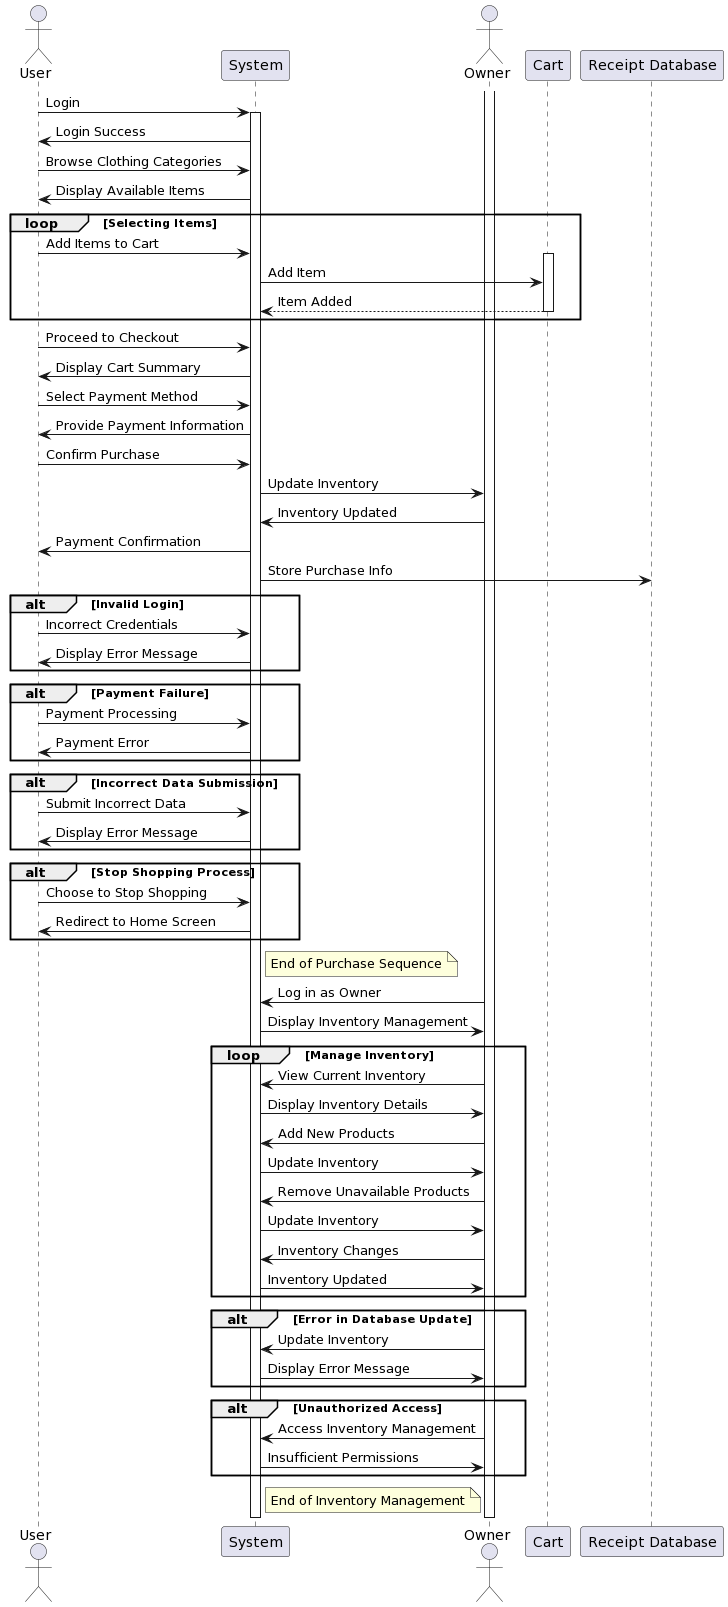 User
System
Owner
Cart
Receipt Database
Login
Login Success
Browse Clothing Categories
Display Available Items
loop [Selecting Items]
Add Items to Cart
Add Item
Item Added
Proceed to Checkout
Display Cart Summary
Select Payment Method
Provide Payment Information
Confirm Purchase
Update Inventory
Inventory Updated
Payment Confirmation
Store Purchase Info
alt [Invalid Login]
Incorrect Credentials
Display Error Message
alt [Payment Failure]
Payment Processing
Payment Error
alt [Incorrect Data Submission]
Submit Incorrect Data
Display Error Message
alt [Stop Shopping Process]
Choose to Stop Shopping
Redirect to Home Screen
End of Purchase Sequence
Log in as Owner
Display Inventory Management
loop [Manage Inventory]
View Current Inventory
Display Inventory Details
Add New Products
Update Inventory
Remove Unavailable Products
Update Inventory
Inventory Changes
Inventory Updated
alt [Error in Database Update]
Update Inventory
Display Error Message
alt [Unauthorized Access]
Access Inventory Management
Insufficient Permissions
End of Inventory Management
User
System
Owner
Cart
Receipt Database